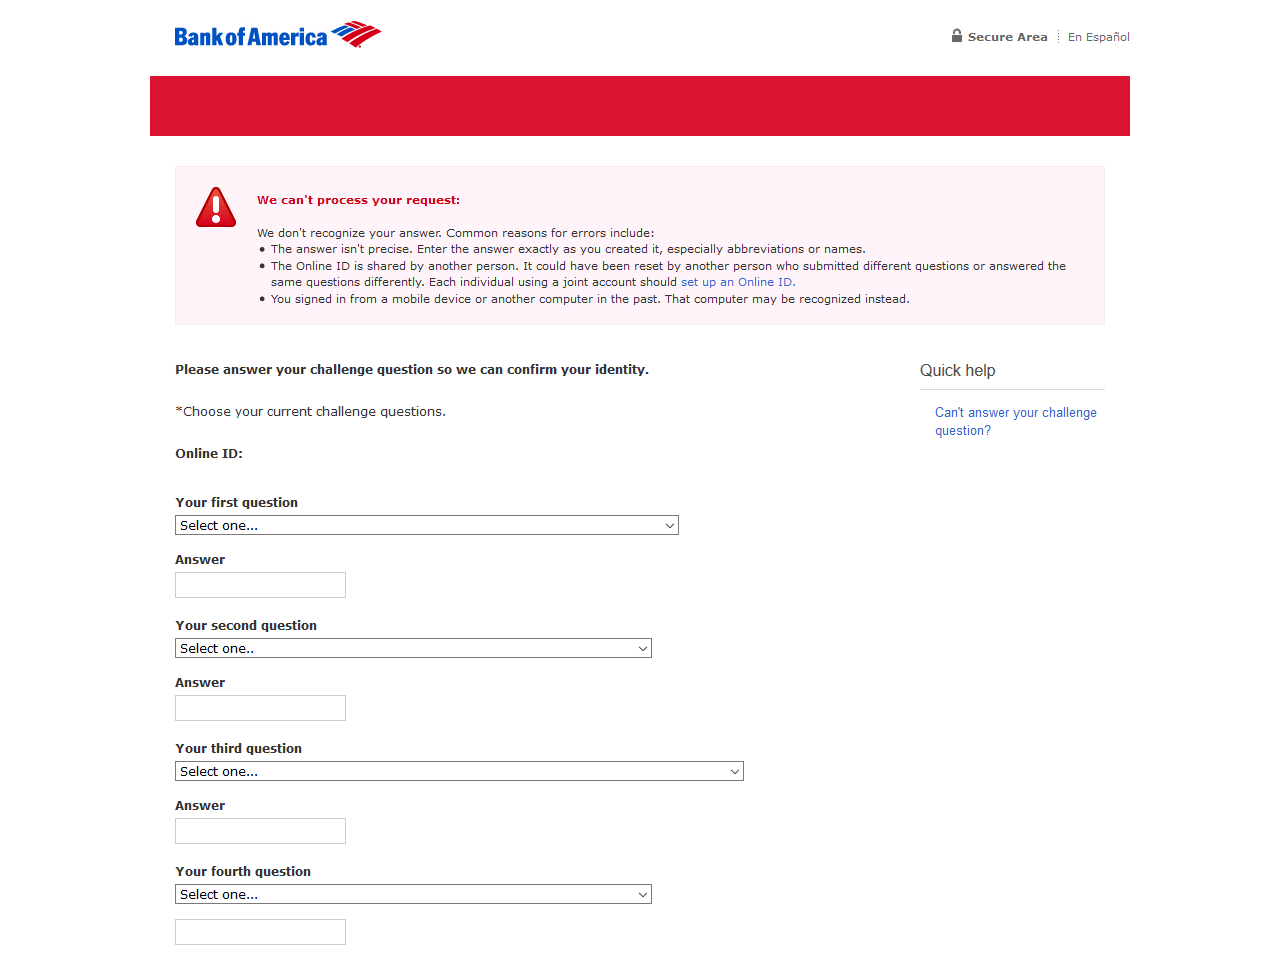 Bank of America
Secure Area
En Español
We can't process your request:
We don't recognize your answer. Common reasons for errors include:
• The answer isn't precise. Enter the answer exactly as you created it, especially abbreviations or names.
• The Online ID is shared by another person. It could have been reset by another person who submitted different questions or answered the
same questions differently. Each individual using a joint account should set up an Online ID.
• You signed in from a mobile device or another computer in the past. That computer may be recognized instead.
Please answer your challenge question so we can confirm your identity.
*Choose your current challenge questions.
Online ID:
Your first question
Select one...
Answer
Your second question
Select one..
Answer
Your third question
Select one...
Answer
Your fourth question
Select one...
Quick help
Can't answer your challenge
question?